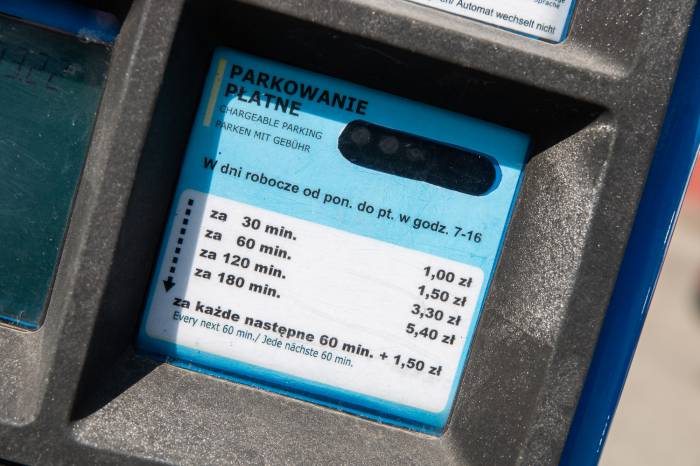 Automat wechselt nicht!
PARKOWANIE
PŁATNE
CHARGEABLE PARKING
PARKEN MIT GEBÜHR
W dni robocze od pon. do pt. w godz. 7-16
za 30 min. 1,00 zł
za 60 min. 1,50 zł
za 120 min. 3,30 zł
za 180 min. 5,40 zł
za każde następne 60 min. + 1,50 zł
Every next 60 min./ Jede nächste 60 min.